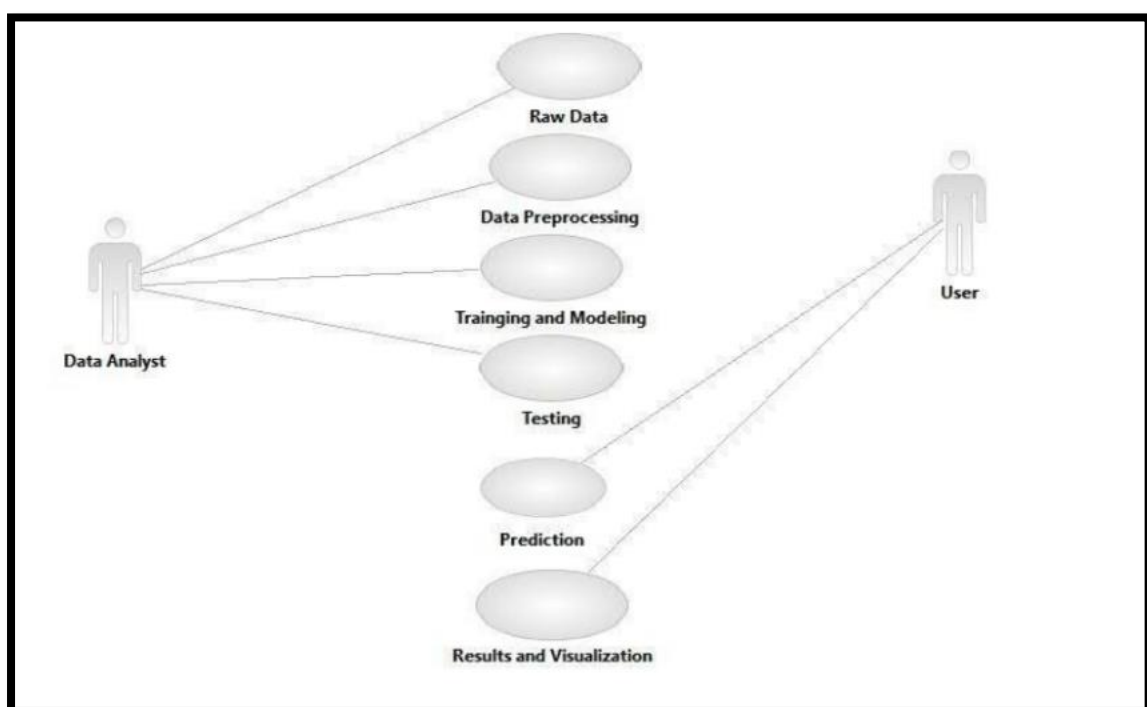 Raw Data
Data Preprocessing
Trainging and Modeling
Testing
Prediction
Results and Visualization
Data Analyst
User